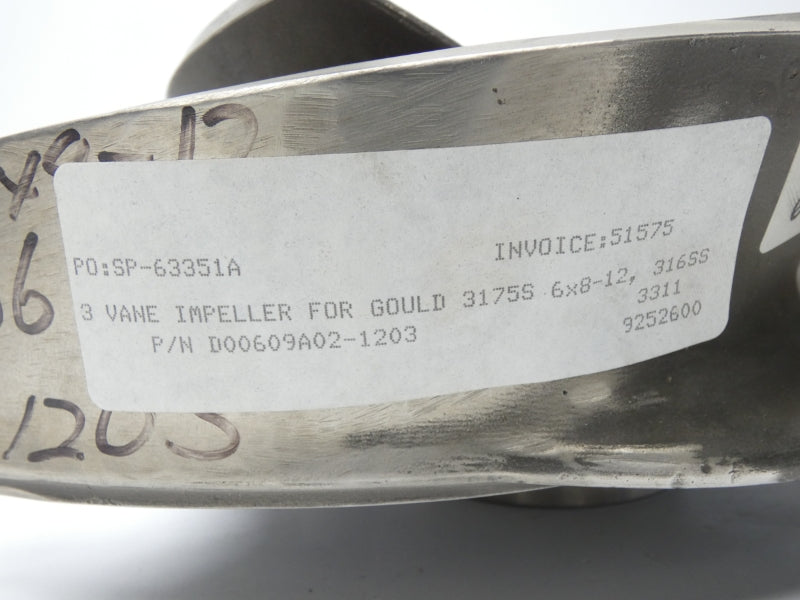 PO:SP-63351A INVOICE:51575
3 VANE IMPELLER FOR GOULD 3175S 6x8-12, 316SS
P/N D00609A02-1203 3311
9252600
1203